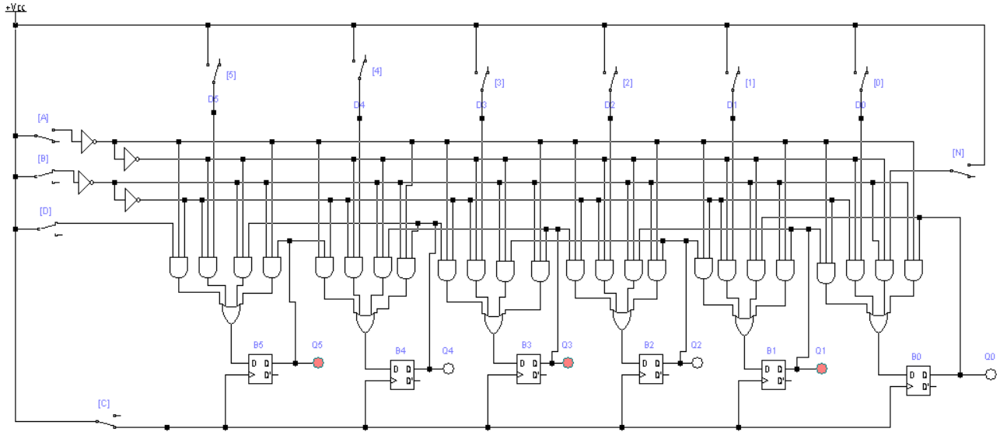 +Vcc
[5]
[4]
[3]
[2]
[1]
[0]
D5
D4
D3
D2
D1
D0
[A]
[B]
[N]
[D]
B5
Q5
B4
Q4
B3
Q3
B2
Q2
B1
Q1
B0
Q0
D Q
Q'
D Q
Q'
D Q
Q'
D Q
Q'
D Q
Q'
D Q
Q'
[C]